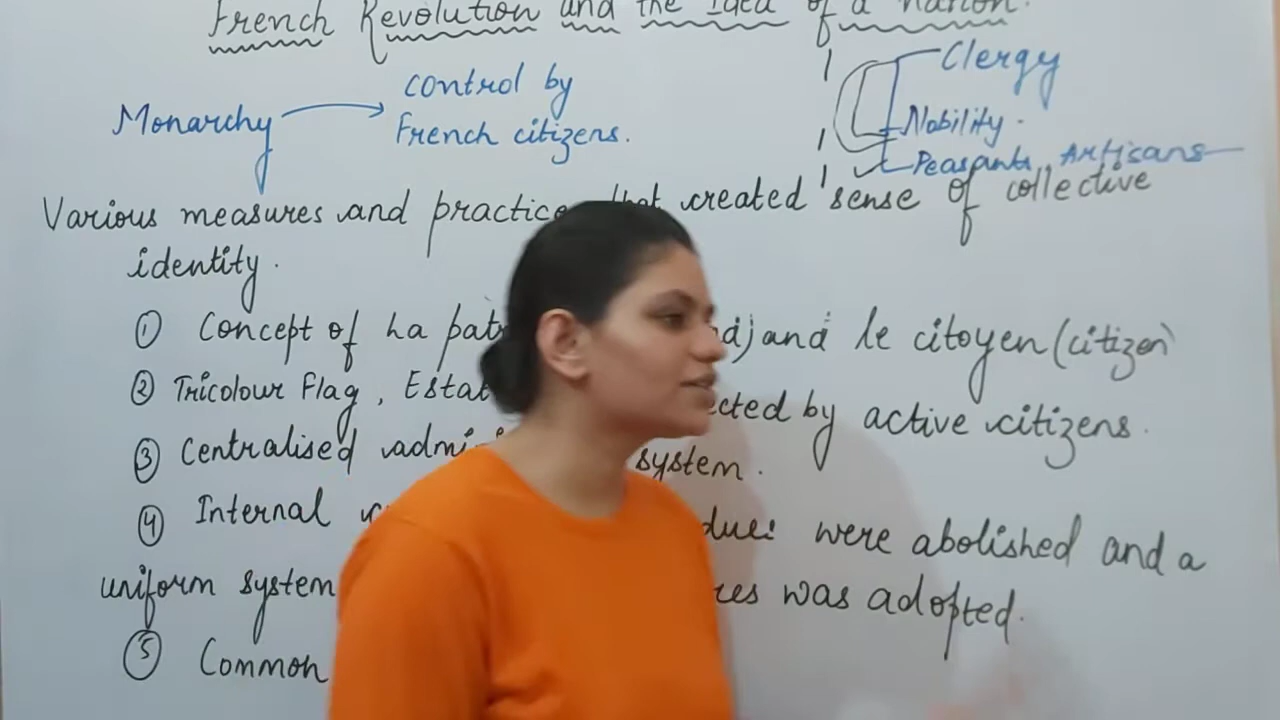 French Revolution and the Idea of a nation.
Monarchy → control by
French citizens.
Clergy
Nobility.
Peasants, Artisans
Various measures and that created sense of collective
identity.
① Concept of La and le citoyen (citizen
② Tricolour Flag, by active citizens.
③ Centralised system.
④ Internal dues were abolished and a
uniform system was adopted.
⑤ Common